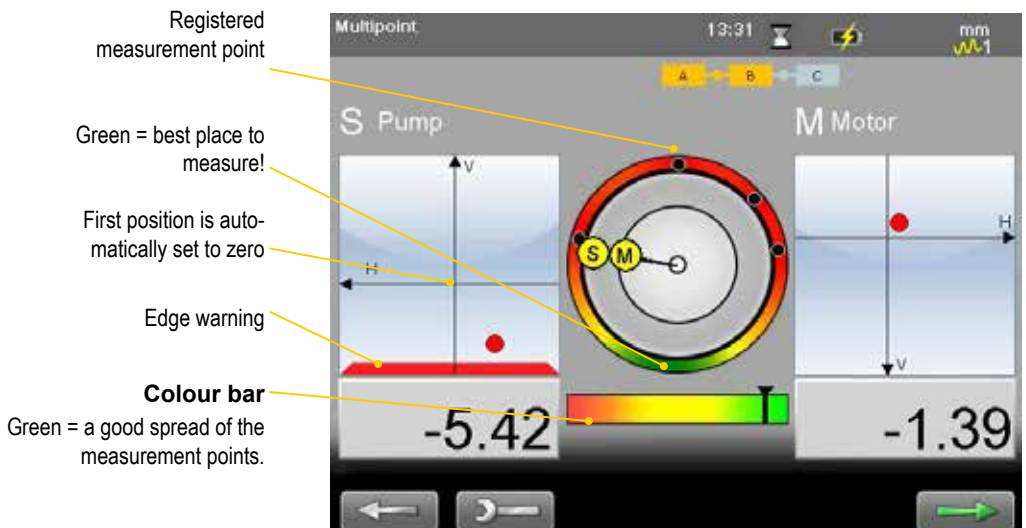 Registered
measurement point
Green = best place to
measure!
First position is auto-
matically set to zero
Edge warning
Colour bar
Green = a good spread of the
measurement points.
Multipoint
13:31
mm
1
A
B
C
S Pump
M Motor
V
H
S
M
H
V
-5.42
-1.39